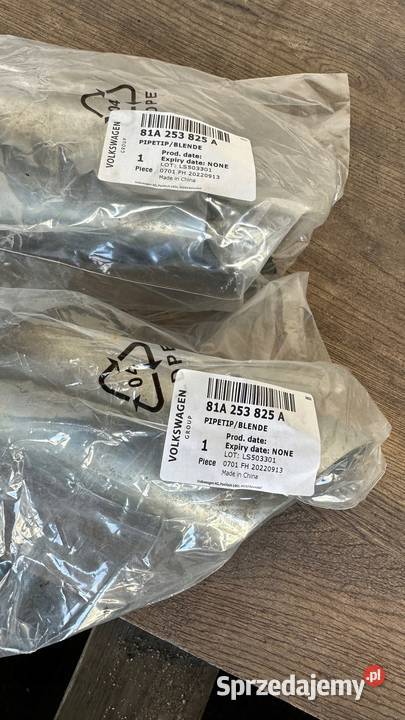 04
OPE
VOLKSWAGEN
GROUP
81A 253 825 A
PIPETIP/BLENDE
1
Piece
Prod. date:
Expiry date: NONE
LOT: LS503301
0701 FH 20220913
Made in China
04
OPE
VOLKSWAGEN
GROUP
81A 253 825 A
PIPETIP/BLENDE
1
Piece
Prod. date:
Expiry date: NONE
LOT: LS503301
0701 FH 20220913
Made in China
Sprzedajemy.pl